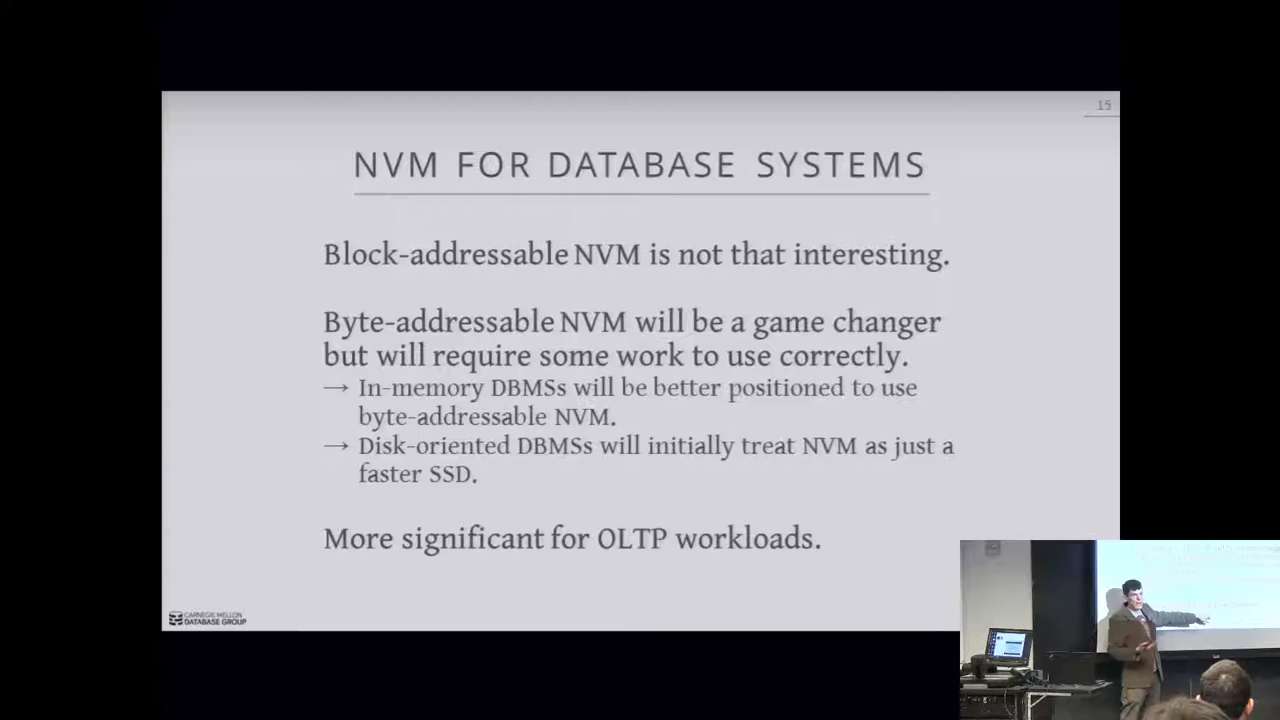 15
NVM FOR DATABASE SYSTEMS
Block-addressable NVM is not that interesting.
Byte-addressable NVM will be a game changer
but will require some work to use correctly.
→ In-memory DBMSs will be better positioned to use
byte-addressable NVM.
→ Disk-oriented DBMSs will initially treat NVM as just a
faster SSD.
More significant for OLTP workloads.
CARNEGIE MELLON
DATABASE GROUP